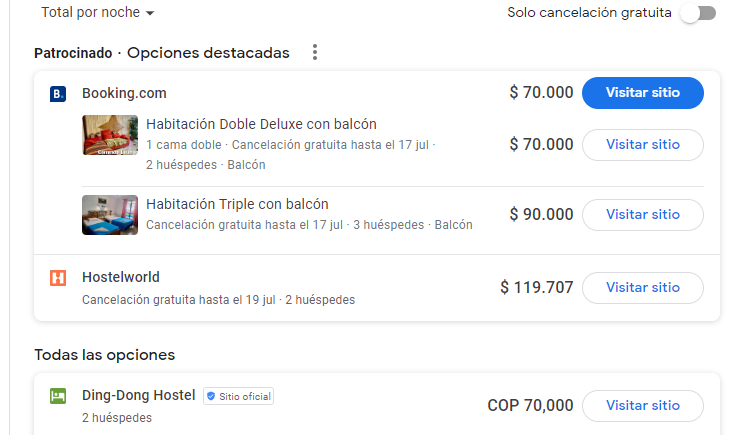 Total por noche
Solo cancelación gratuita
Patrocinado · Opciones destacadas
B.
Booking.com
$ 70.000
Visitar sitio
Habitación Doble Deluxe con balcón
1 cama doble · Cancelación gratuita hasta el 17 jul ·
2 huéspedes · Balcón
$ 70.000
Visitar sitio
Habitación Triple con balcón
Cancelación gratuita hasta el 17 jul · 3 huéspedes · Balcón
$ 90.000
Visitar sitio
H
Hostelworld
Cancelación gratuita hasta el 19 jul · 2 huéspedes
$ 119.707
Visitar sitio
Todas las opciones
Ding-Dong Hostel
Sitio oficial
2 huéspedes
COP 70,000
Visitar sitio